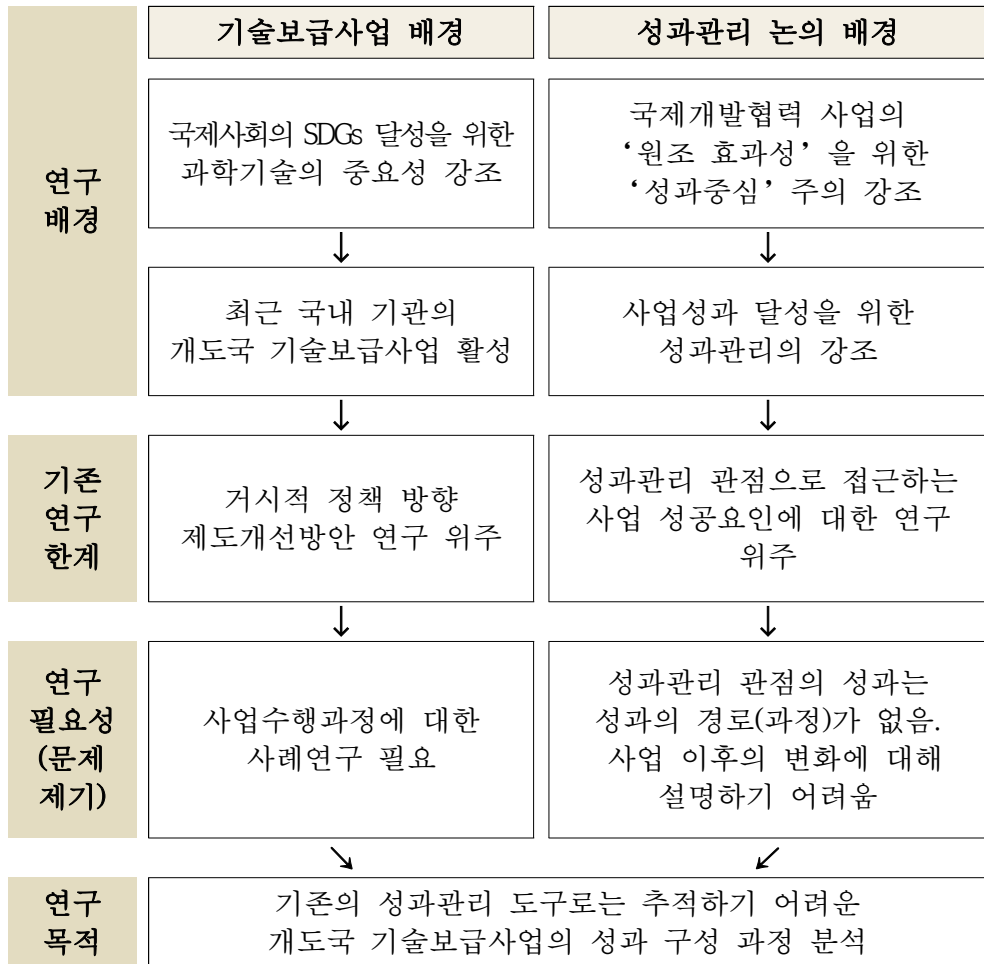 기술보급사업 배경
성과관리 논의 배경
연구
배경
국제사회의 SDGs 달성을 위한
과학기술의 중요성 강조
국제개발협력 사업의
‘원조 효과성’을 위한
‘성과중심’주의 강조
↓
↓
최근 국내 기관의
개도국 기술보급사업 활성
사업성과 달성을 위한
성과관리의 강조
↓
↓
기존
연구
한계
거시적 정책 방향
제도개선방안 연구 위주
성과관리 관점으로 접근하는
사업 성공요인에 대한 연구
위주
↓
↓
연구
필요성
(문제
제기)
사업수행과정에 대한
사례연구 필요
성과관리 관점의 성과는
성과의 경로(과정)가 없음.
사업 이후의 변화에 대해
설명하기 어려움
↘
↙
연구
목적
기존의 성과관리 도구로는 추적하기 어려운
개도국 기술보급사업의 성과 구성 과정 분석